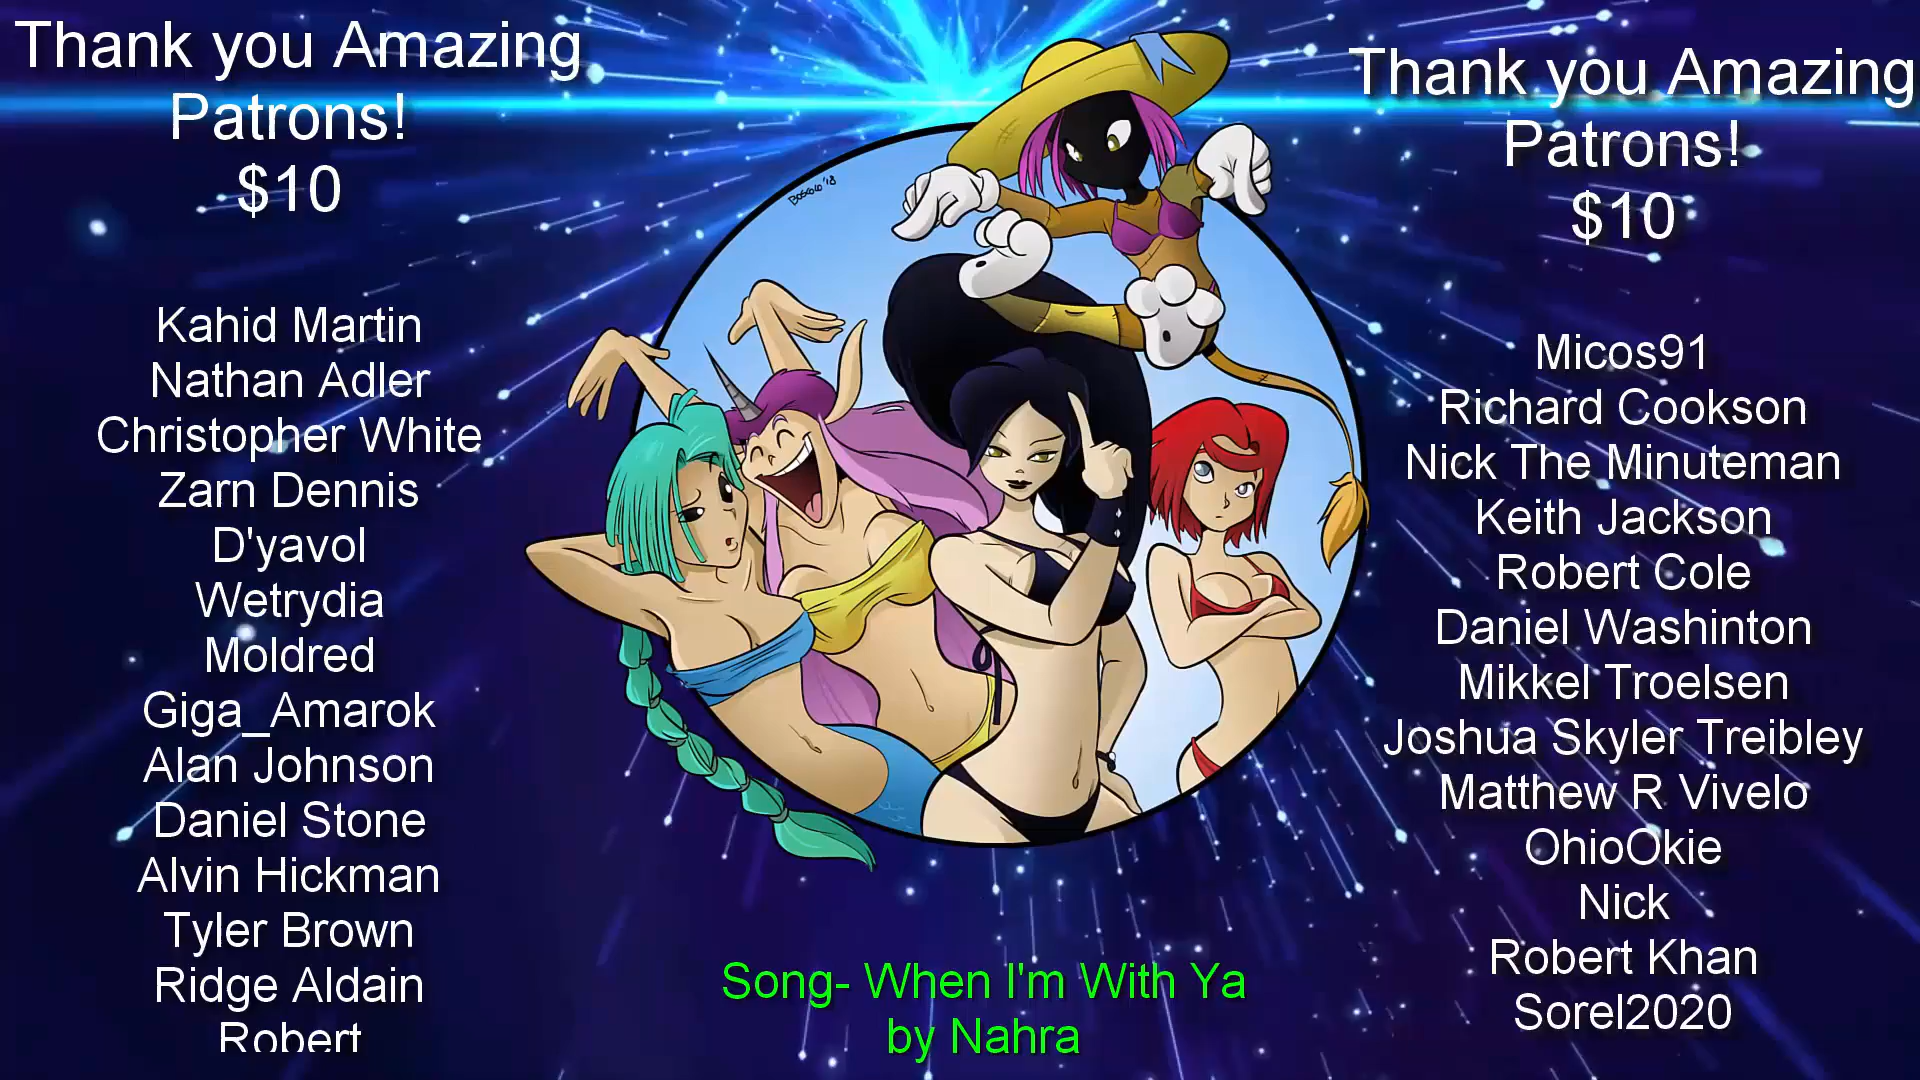 Thank you Amazing
Patrons!
$10
Kahid Martin
Nathan Adler
Christopher White
Zarn Dennis
D'yavol
Wetrydia
Moldred
Giga_Amarok
Alan Johnson
Daniel Stone
Alvin Hickman
Tyler Brown
Ridge Aldain
Robert
Boscolo'18
Song- When I'm With Ya
by Nahra
Thank you Amazing
Patrons!
$10
Micos91
Richard Cookson
Nick The Minuteman
Keith Jackson
Robert Cole
Daniel Washinton
Mikkel Troelsen
Joshua Skyler Treibley
Matthew R Vivelo
OhioOkie
Nick
Robert Khan
Sorel2020